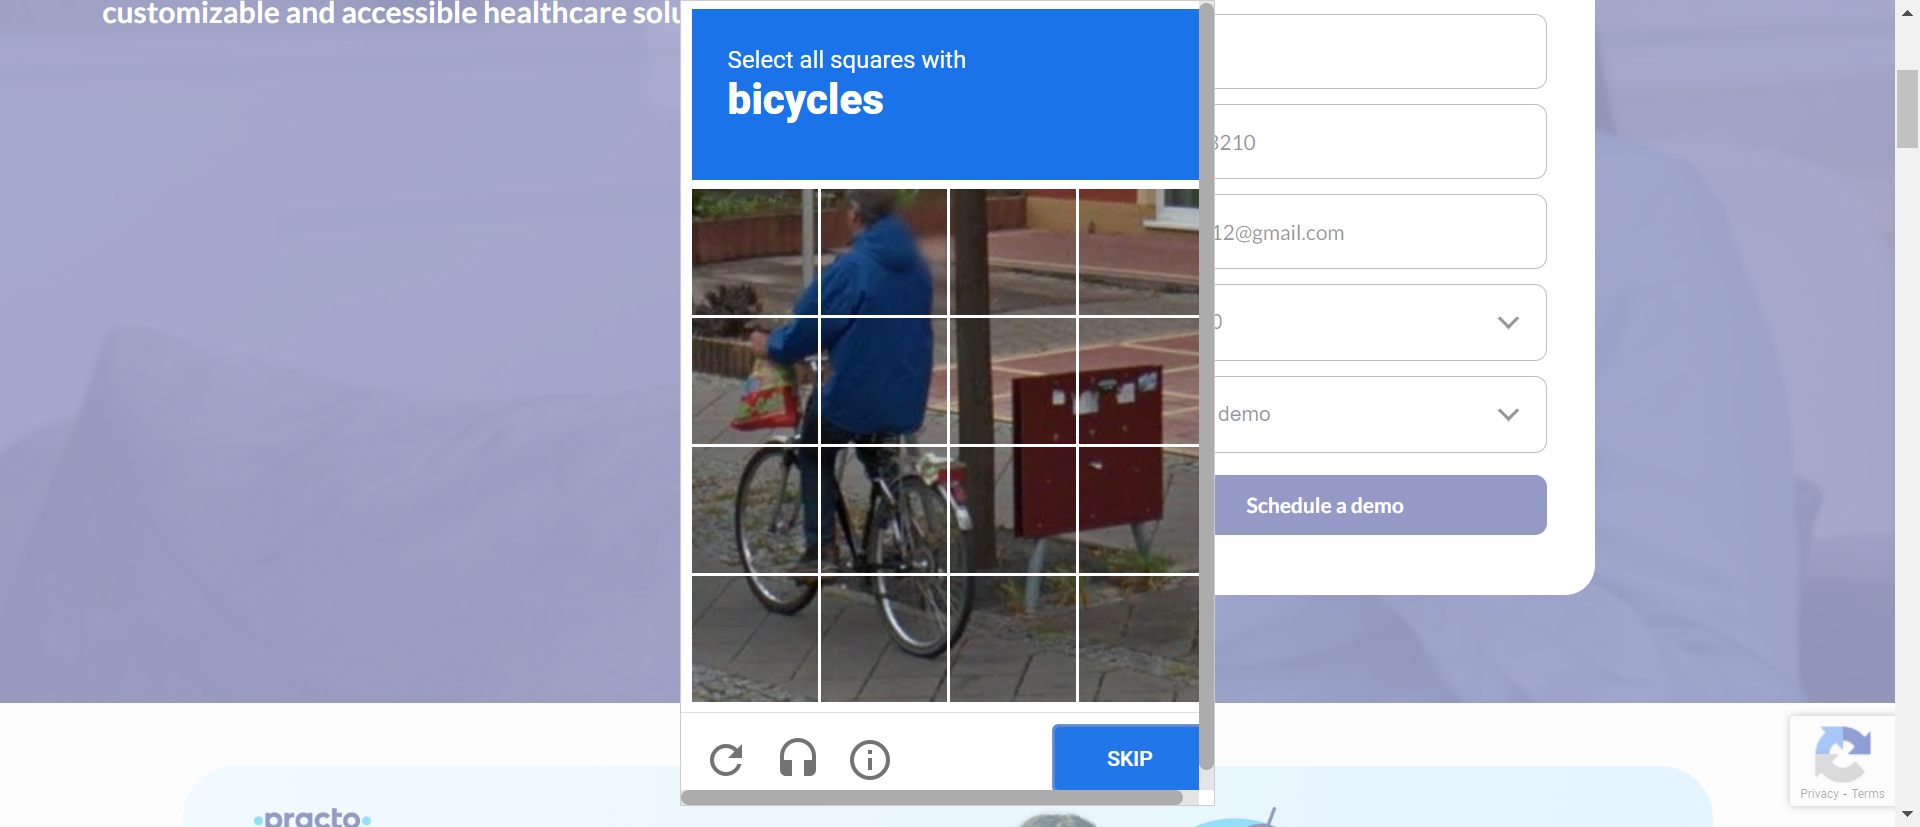 customizable and accessible healthcare solu
Select all squares with
bicycles
3210
12@gmail.com
0
demo
Schedule a demo
SKIP
Privacy - Terms
practo